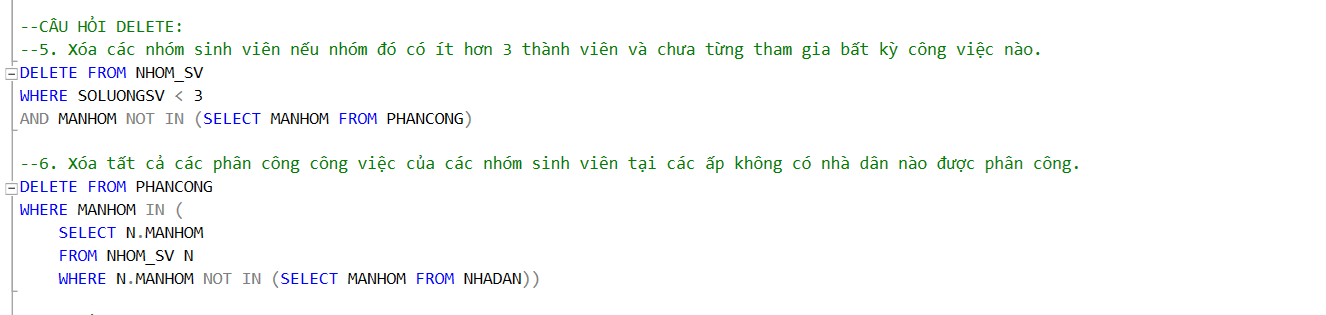 --CÂU HỎI DELETE:
--5. Xóa các nhóm sinh viên nếu nhóm đó có ít hơn 3 thành viên và chưa từng tham gia bất kỳ công việc nào.
DELETE FROM NHOM_SV
WHERE SOLUONGSV < 3
AND MANHOM NOT IN (SELECT MANHOM FROM PHANCONG)
--6. Xóa tất cả các phân công công việc của các nhóm sinh viên tại các ấp không có nhà dân nào được phân công.
DELETE FROM PHANCONG
WHERE MANHOM IN (
SELECT N.MANHOM
FROM NHOM_SV N
WHERE N.MANHOM NOT IN (SELECT MANHOM FROM NHADAN))